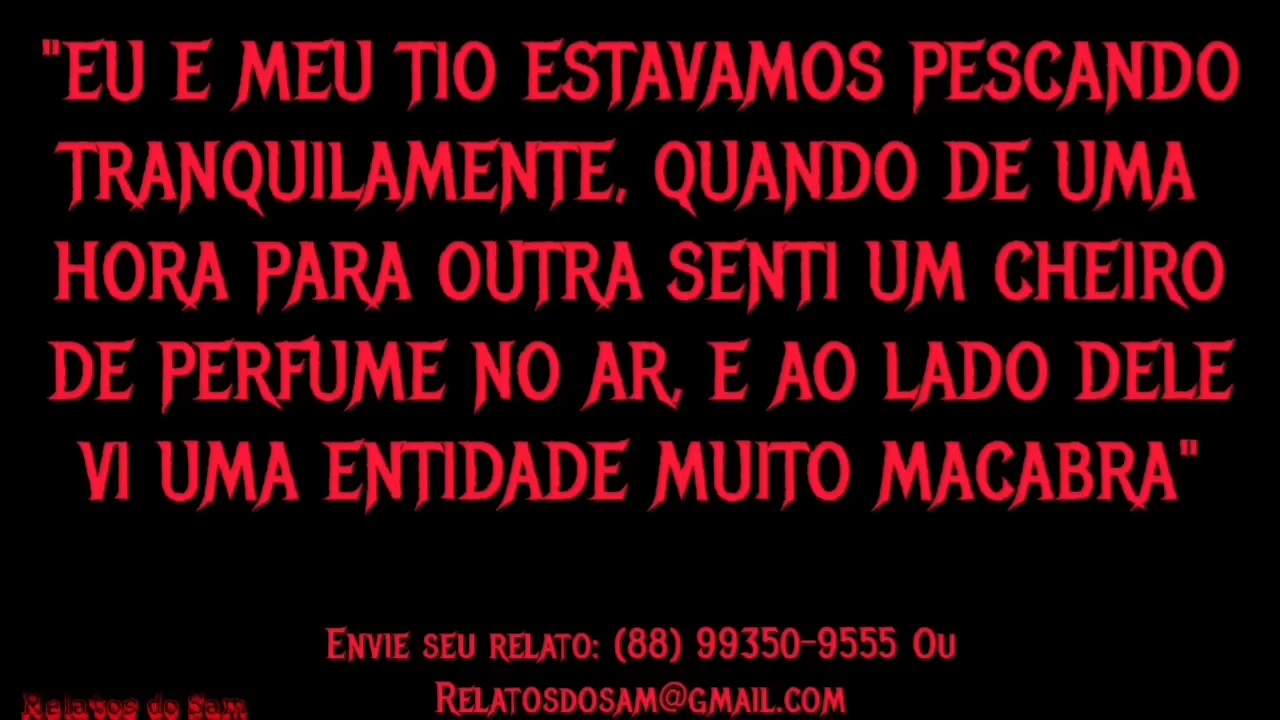 "EU E MEU TIO ESTAVAMOS PESCANDO
TRANQUILAMENTE, QUANDO DE UMA
HORA PARA OUTRA SENTI UM CHEIRO
DE PERFUME NO AR, E AO LADO DELE
VI UMA ENTIDADE MUITO MACABRA"
ENVIE SEU RELATO: (88) 99350-9555 OU
RELATOSDOSAM@GMAIL.COM
Relatos do Sam